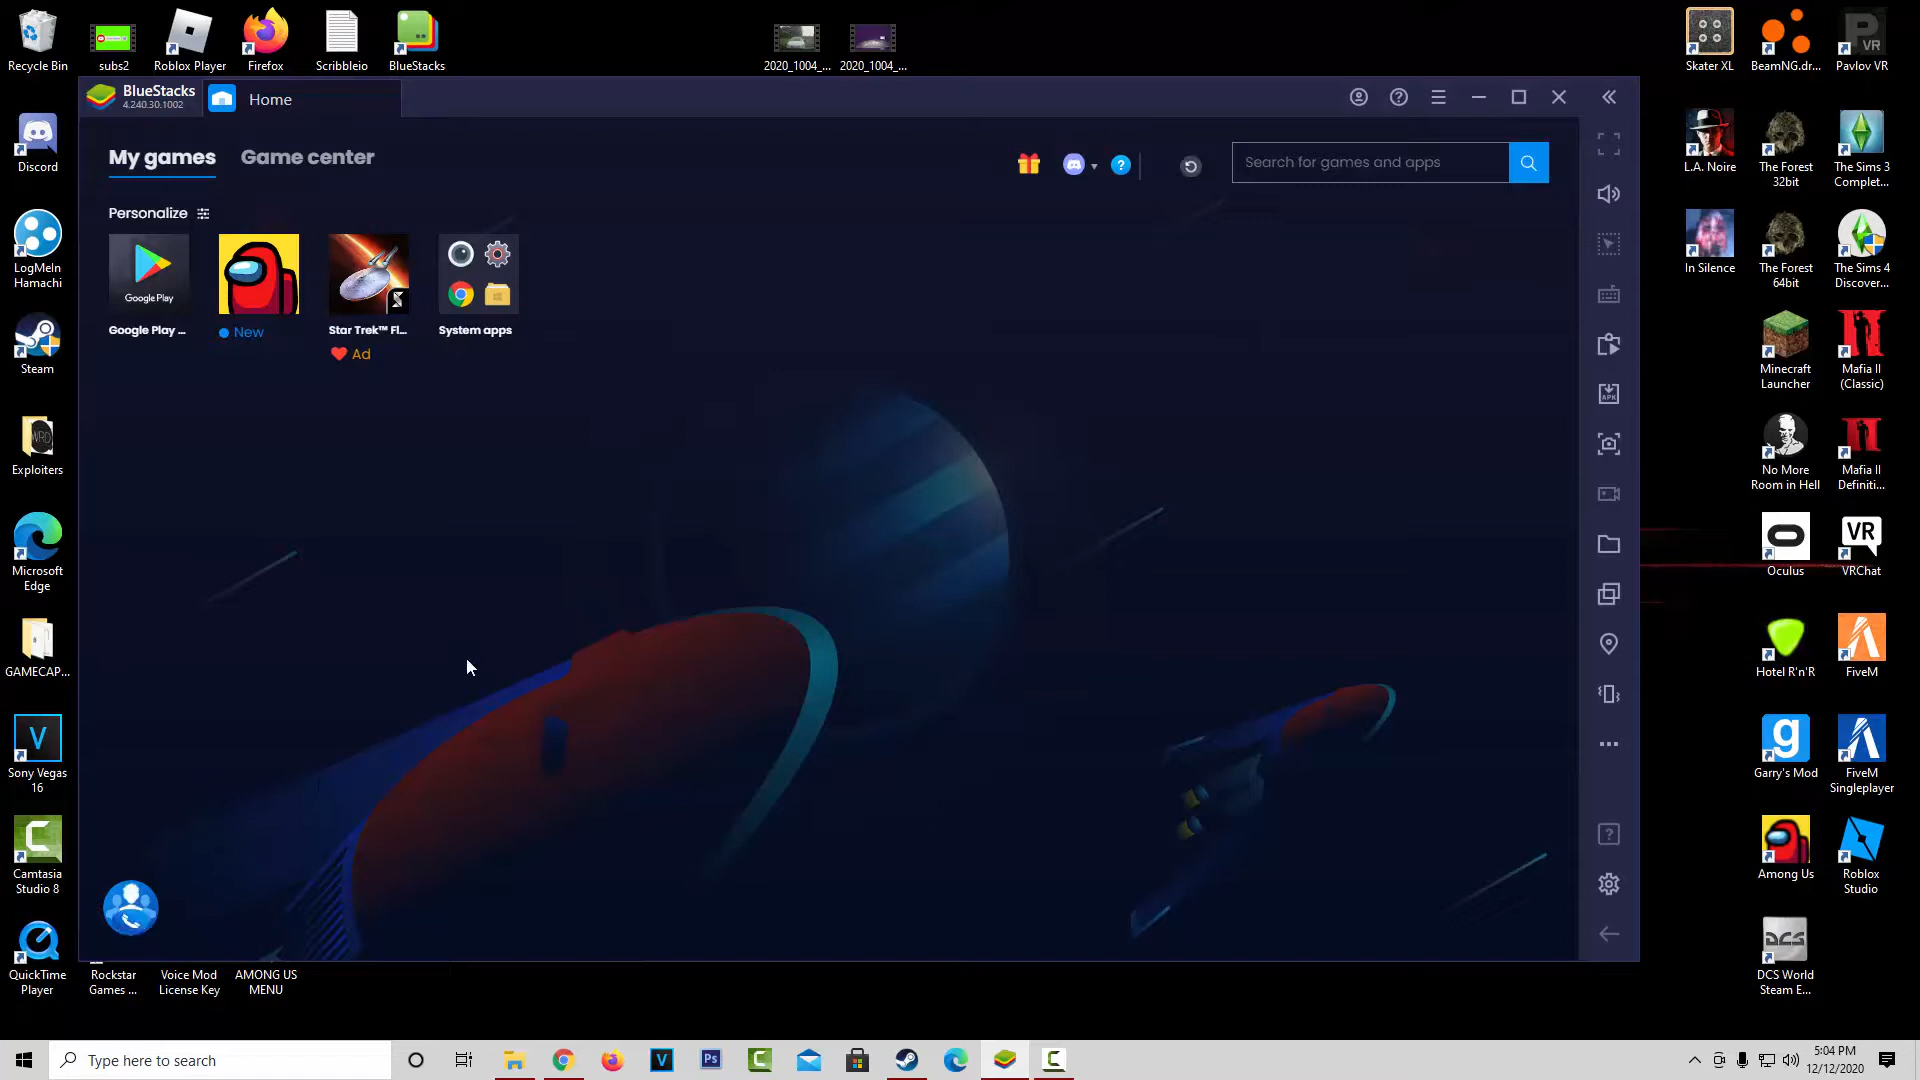 Recycle Bin
subs2
Roblox Player
Firefox
Scribbleio
BlueStacks
2020_1004_...
2020_1004_...
Skater XL
BeamNG.dr...
Pavlov VR
P
VR
BlueStacks
4.240.30.1002
Home
My games
Game center
Search for games and apps
Personalize
Google Play
Google Play ...
New
Star Trek™ Fl...
Ad
System apps
APK
Discord
LogMeIn
Hamachi
Steam
WRD
Exploiters
Microsoft
Edge
GAMECAP...
V
Sony Vegas
16
Camtasia
Studio 8
QuickTime
Player
Rockstar
Games ...
Voice Mod
License Key
AMONG US
MENU
L.A. Noire
The Forest
32bit
The Sims 3
Complet...
In Silence
The Forest
64bit
The Sims 4
Discover...
Minecraft
Launcher
Mafia II
(Classic)
No More
Room in Hell
Mafia II
Definiti...
VR
Oculus
VRChat
Hotel R'n'R
FiveM
g
Garry's Mod
FiveM
Singleplayer
Among Us
Roblox
Studio
DCS
DCS World
Steam E...
Type here to search
V
Ps
5:04 PM
12/12/2020